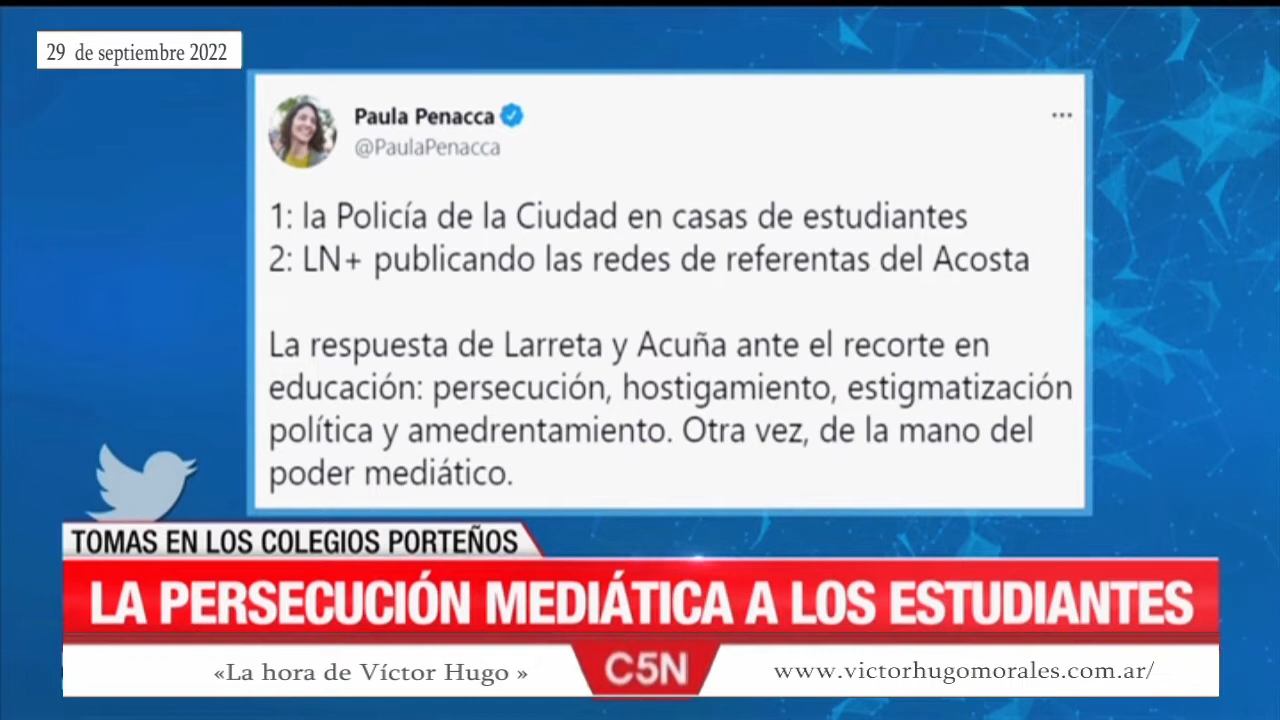 29 de septiembre 2022
Paula Penacca
@PaulaPenacca
1: la Policía de la Ciudad en casas de estudiantes
2: LN+ publicando las redes de referentas del Acosta
La respuesta de Larreta y Acuña ante el recorte en
educación: persecución, hostigamiento, estigmatización
política y amedrentamiento. Otra vez, de la mano del
poder mediático.
TOMAS EN LOS COLEGIOS PORTEÑOS
LA PERSECUCIÓN MEDIÁTICA A LOS ESTUDIANTES
«La hora de Víctor Hugo »
C5N
www.victorhugomorales.com.ar/